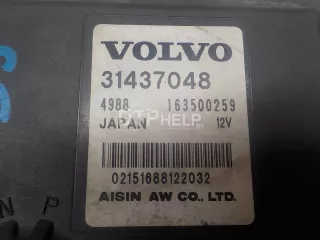 VOLVO
31437048
4988 163500259
JAPAN 12V
02151688122032
AISIN AW CO., LTD.
N P